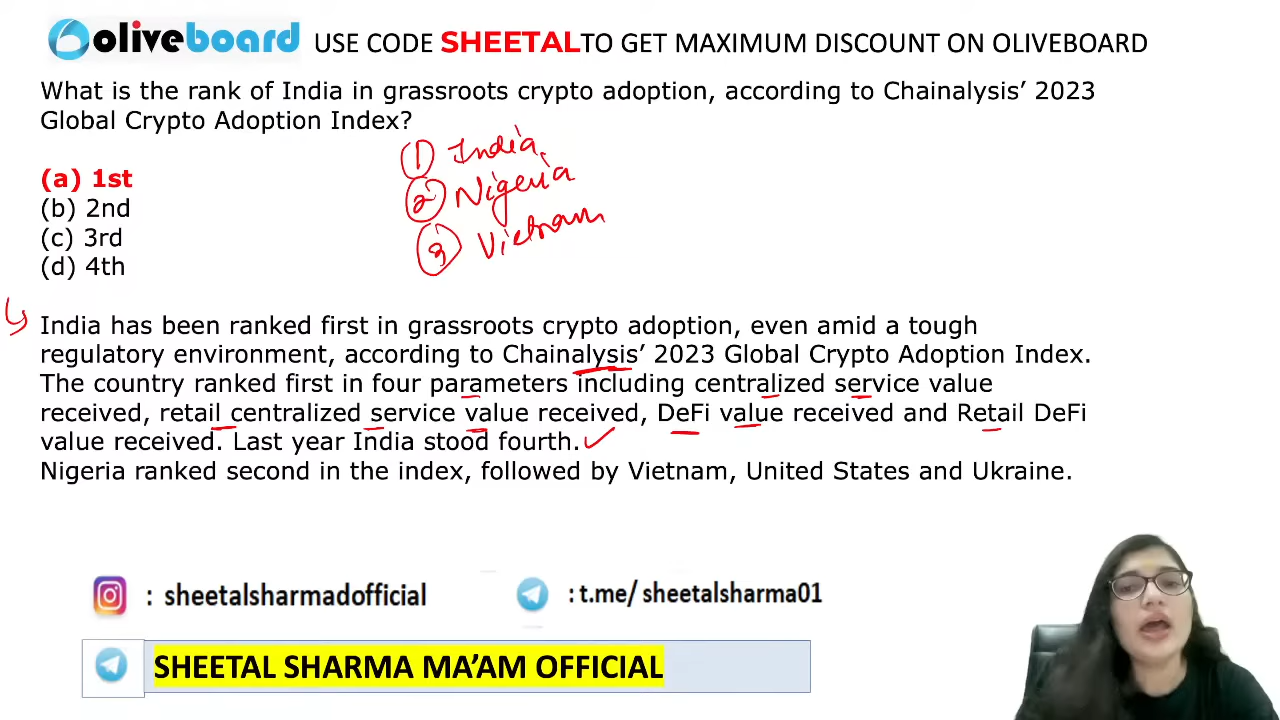 oliveboard USE CODE SHEETAL TO GET MAXIMUM DISCOUNT ON OLIVEBOARD
What is the rank of India in grassroots crypto adoption, according to Chainalysis’ 2023
Global Crypto Adoption Index?
(a) 1st
(b) 2nd
(c) 3rd
(d) 4th
① India
② Nigeria
③ Vietnam
India has been ranked first in grassroots crypto adoption, even amid a tough
regulatory environment, according to Chainalysis’ 2023 Global Crypto Adoption Index.
The country ranked first in four parameters including centralized service value
received, retail centralized service value received, DeFi value received and Retail DeFi
value received. Last year India stood fourth.
Nigeria ranked second in the index, followed by Vietnam, United States and Ukraine.
: sheetalsharmadofficial
: t.me/ sheetalsharma01
SHEETAL SHARMA MA’AM OFFICIAL